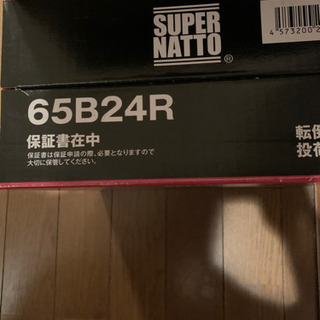 SUPER
NATTO
®
4 573200 2
65B24R
保証書在中
保証書は保証申請の際、必要となりますので
大切に保管してください。
転倒
投荷